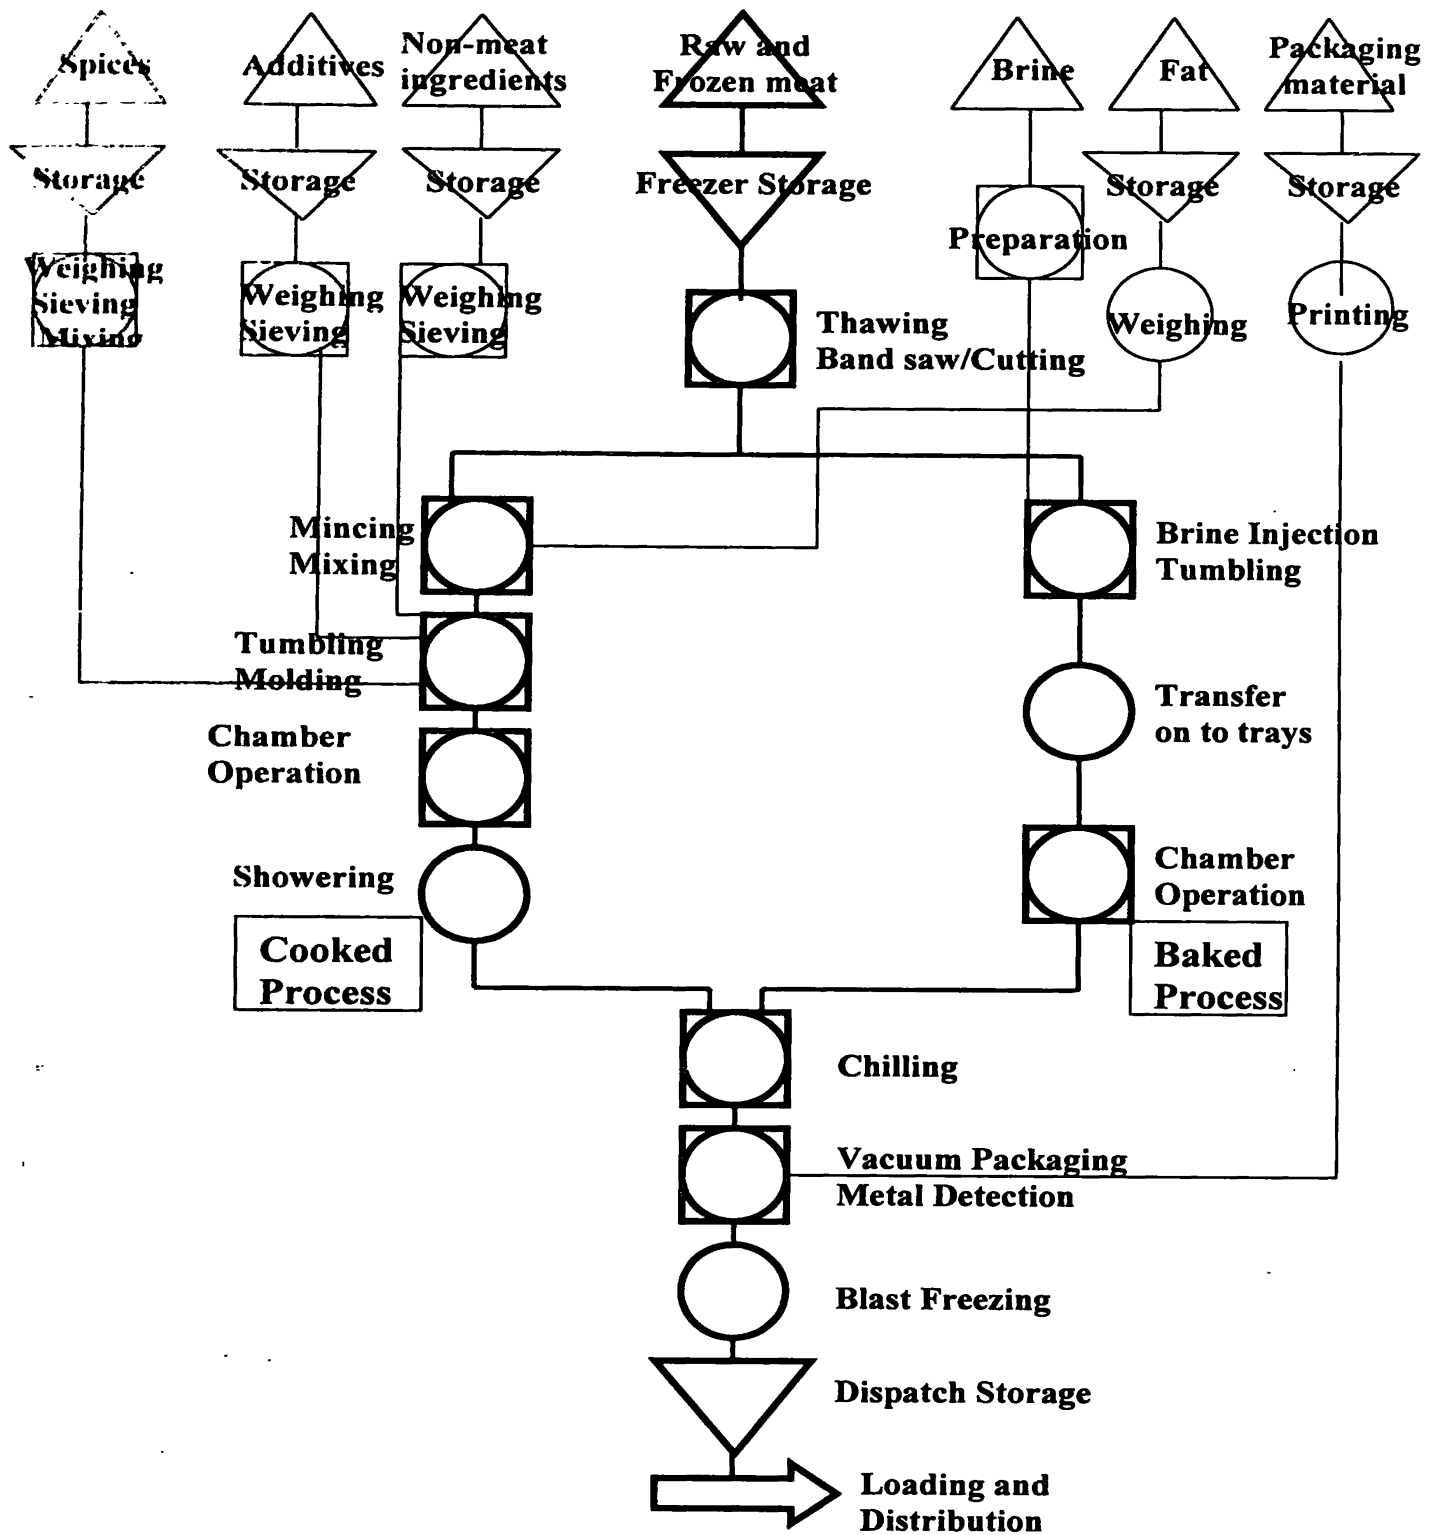 Spices
Additives
Non-meat
ingredients
Raw and
Frozen meat
Brine
Fat
Packaging
material
Storage
Storage
Storage
Freezer Storage
Preparation
Storage
Storage
Weighing
Sieving
Mixing
Weighing
Sieving
Weighing
Sieving
Thawing
Band saw/Cutting
Weighing
Printing
Mincing
Mixing
Brine Injection
Tumbling
Tumbling
Molding
Transfer
on to trays
Chamber
Operation
Showering
Chamber
Operation
Cooked
Process
Baked
Process
Chilling
Vacuum Packaging
Metal Detection
Blast Freezing
Dispatch Storage
Loading and
Distribution